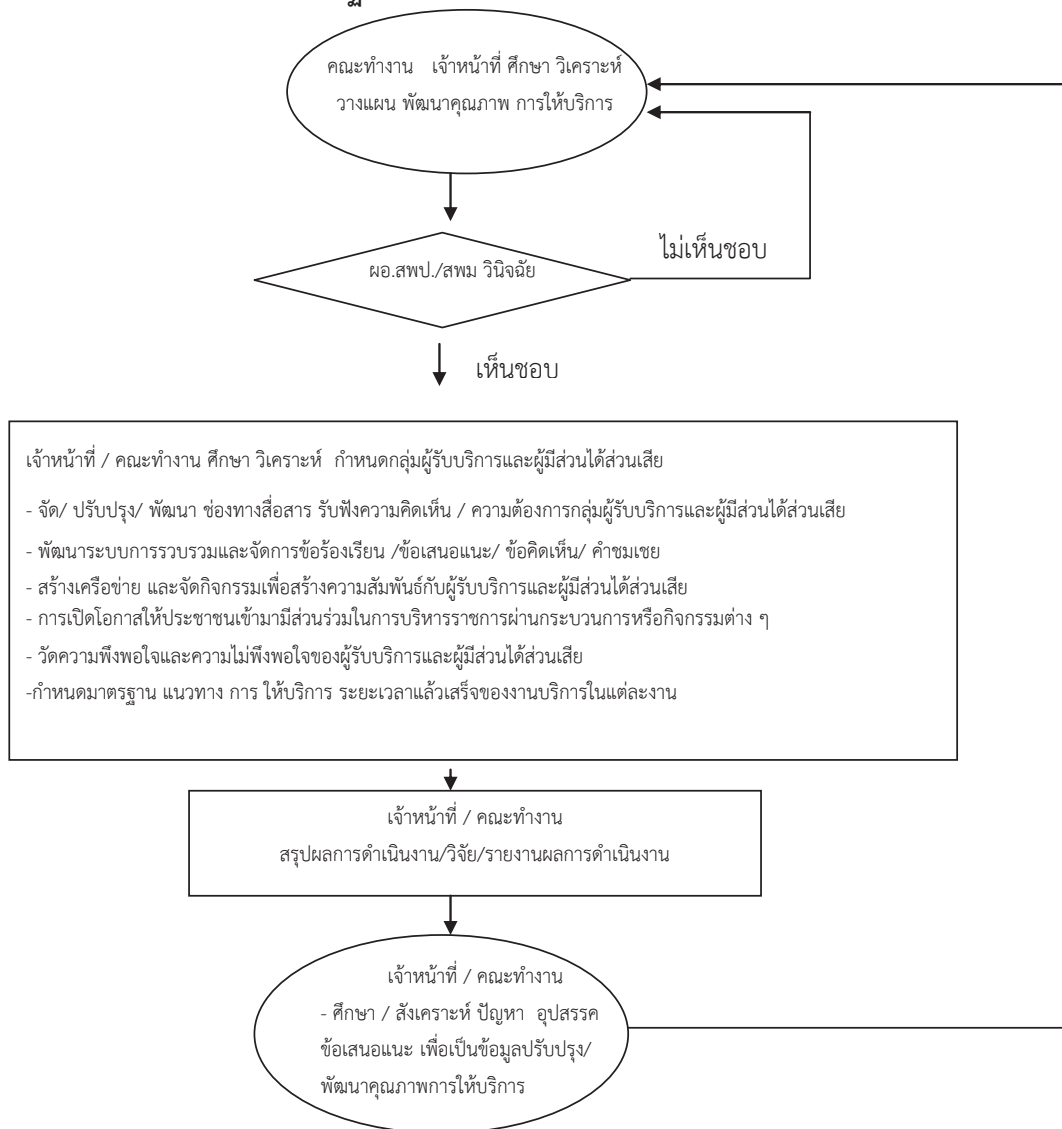 คณะทำงาน เจ้าหน้าที่ ศึกษา วิเคราะห์
วางแผน พัฒนาคุณภาพ การให้บริการ
ไม่เห็นชอบ
ผอ.สพป./สพม วินิจฉัย
เห็นชอบ
เจ้าหน้าที่ / คณะทำงาน ศึกษา วิเคราะห์ กำหนดกลุ่มผู้รับบริการและผู้มีส่วนได้ส่วนเสีย
- จัด/ ปรับปรุง/ พัฒนา ช่องทางสื่อสาร รับฟังความคิดเห็น / ความต้องการกลุ่มผู้รับบริการและผู้มีส่วนได้ส่วนเสีย
- พัฒนาระบบการรวบรวมและจัดการข้อร้องเรียน /ข้อเสนอแนะ/ ข้อคิดเห็น/ คำชมเชย
- สร้างเครือข่าย และจัดกิจกรรมเพื่อสร้างความสัมพันธ์กับผู้รับบริการและผู้มีส่วนได้ส่วนเสีย
- การเปิดโอกาสให้ประชาชนเข้ามามีส่วนร่วมในการบริหารราชการผ่านกระบวนการหรือกิจกรรมต่าง ๆ
- วัดความพึงพอใจและความไม่พึงพอใจของผู้รับบริการและผู้มีส่วนได้ส่วนเสีย
-กำหนดมาตรฐาน แนวทาง การ ให้บริการ ระยะเวลาแล้วเสร็จของงานบริการในแต่ละงาน
เจ้าหน้าที่ / คณะทำงาน
สรุปผลการดำเนินงาน/วิจัย/รายงานผลการดำเนินงาน
เจ้าหน้าที่ / คณะทำงาน
- ศึกษา / สังเคราะห์ ปัญหา อุปสรรค
ข้อเสนอแนะ เพื่อเป็นข้อมูลปรับปรุง/
พัฒนาคุณภาพการให้บริการ